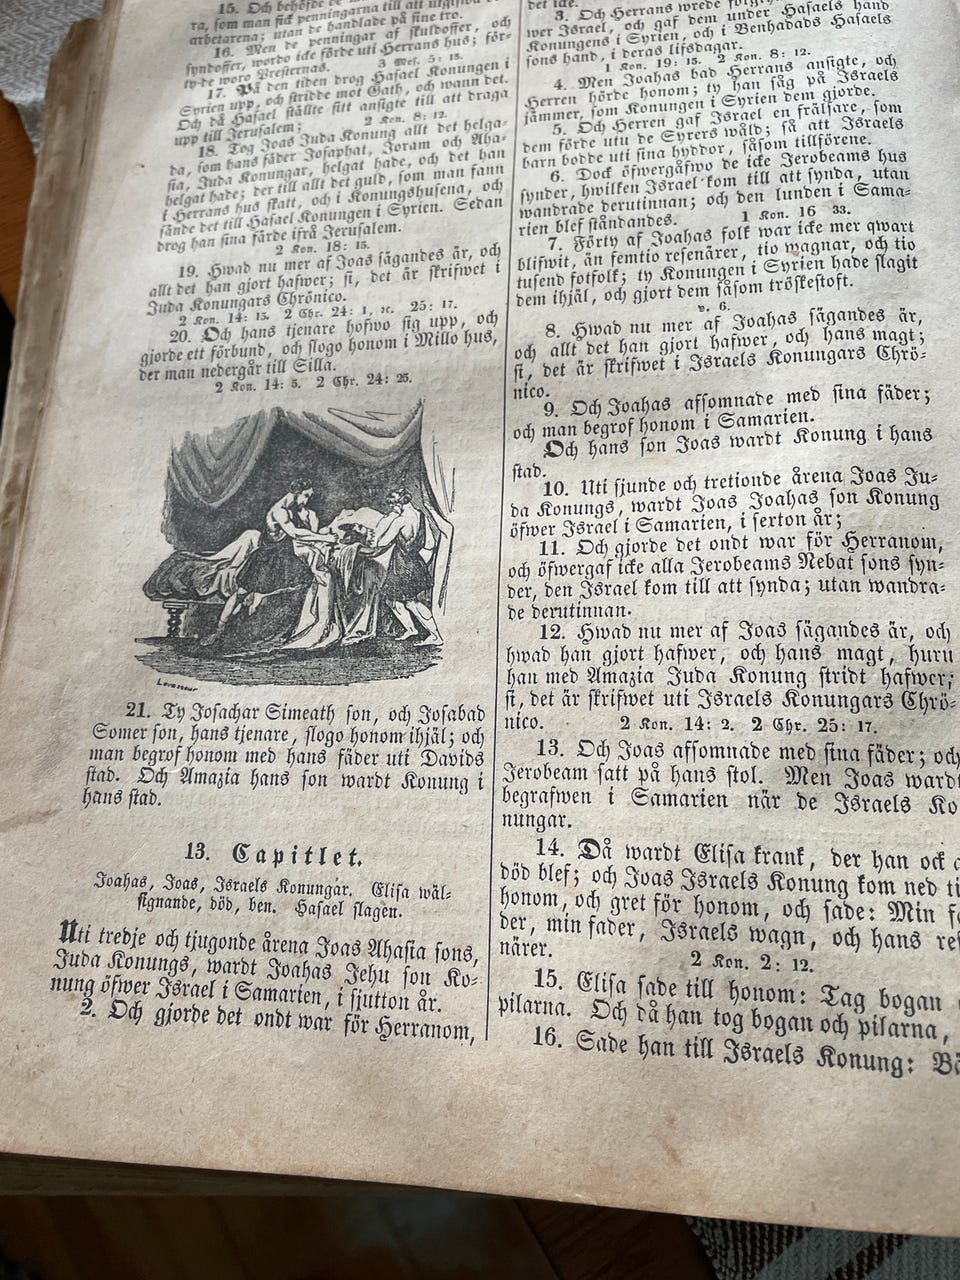 15. Och behöfde de
ra, som man fick penningarna till att utgifwa
arbetarena; utan de handlade på sine tro.
16. Men de penningar af skuldoffer, och
syndoffer, wordo icke förde uti Herrans hus; för-
ty de woro Presternas. 3 Mos. 5: 15.
17. På den tiden drog Hasael Konungen i
Syrien upp, och stridde mot Gath, och wann det.
Och då Hasael ställte sitt ansigte till att draga
upp till Jerusalem; 2 Kon. 8: 12.
18. Tog Joas Juda Konung allt det helga-
da, som hans fäder Josaphat, Joram och Aha-
sia, Juda Konungar, helgat hade, och det han
helgat hade; der till allt det guld, som man fann
i Herrans hus skatt, och i Konungshusena, och
sände det till Hasael Konungen i Syrien. Sedan
drog han sina färde ifrå Jerusalem.
2 Kon. 18: 15.
19. Hwad nu mer af Joas sägandes är, och
allt det han gjort hafwer; si, det är skrifwet i
Juda Konungars Chrönico.
2 Kon. 14: 15. 2 Chr. 24: 1, rc. 25: 17.
20. Och hans tjenare hofwo sig upp, och
gjorde ett förbund, och slogo honom i Millo hus,
der man nedergår till Silla.
2 Kon. 14: 5. 2 Chr. 24: 25.
Levasseur
21. Ty Josachar Simeath son, och Josabad
Somer son, hans tjenare, slogo honom ihjäl; och
man begrof honom med hans fäder uti Davids
stad. Och Amazia hans son wardt Konung i
hans stad.
13. Capitlet.
Joahas, Joas, Israels Konungar. Elisa wäl-
signande, död, ben. Hasael slagen.
Uti tredje och tjugonde årena Joas Ahasia sons,
Juda Konungs, wardt Joahas Jehu son Ko-
nung öfwer Israel i Samarien, i sjutton år.
2. Och gjorde det ondt war för Herranom,
det icke.
3. Och Herrans wrede
wer Israel, och gaf dem under Hasaels hand
Konungens i Syrien, och i Benhadads Hasaels
sons hand, i deras lifsdagar.
1 Kon. 19: 15. 2 Kon. 8: 12.
4. Men Joahas bad Herrans ansigte, och
Herren hörde honom; ty han såg på Israels
jämmer, som Konungen i Syrien dem gjorde.
5. Och Herren gaf Israel en frälsare, som
dem förde utu de Syrers wåld; så att Israels
barn bodde uti sina hyddor, såsom tillförene.
6. Dock öfwergåfwo de icke Jerobeams hus
synder, hwilken Israel kom till att synda, utan
wandrade derutinnan; och den lunden i Sama-
rien blef ståndandes. 1 Kon. 16 33.
7. Förty af Joahas folk war icke mer qwart
blifwit, än femtio resenärer, tio wagnar, och tio
tusend fotfolk; ty Konungen i Syrien hade slagit
dem ihjäl, och gjort dem såsom tröskestoft.
v. 6.
8. Hwad nu mer af Joahas sägandes är,
och allt det han gjort hafwer, och hans magt;
si, det är skrifwet i Israels Konungars Chrö-
nico.
9. Och Joahas afsomnade med sina fäder;
och man begrof honom i Samarien.
Och hans son Joas wardt Konung i hans
stad.
10. Uti sjunde och tretionde årena Joas Ju-
da Konungs, wardt Joas Joahas son Konung
öfwer Israel i Samarien, i serton år;
11. Och gjorde det ondt war för Herranom,
och öfwergaf icke alla Jerobeams Nebat sons syn-
der, den Israel kom till att synda; utan wandra-
de derutinnan.
12. Hwad nu mer af Joas sägandes är, och
hwad han gjort hafwer, och hans magt, huru
han med Amazia Juda Konung stridt hafwer;
si, det är skrifwet uti Israels Konungars Chrö-
nico. 2 Kon. 14: 2. 2 Chr. 25: 17.
13. Och Joas afsomnade med sina fäder; och
Jerobeam satt på hans stol. Men Joas wardt
begrafwen i Samarien när de Israels Ko
nungar.
14. Då wardt Elisa krank, der han ock a
död blef; och Joas Israels Konung kom ned ti
honom, och gret för honom, och sade: Min f
der, min fader, Israels wagn, och hans res
närer. 2 Kon. 2: 12.
15. Elisa sade till honom: Tag bogan
pilarna. Och då han tog bogan och pilarna,
16. Sade han till Israels Konung: Bö